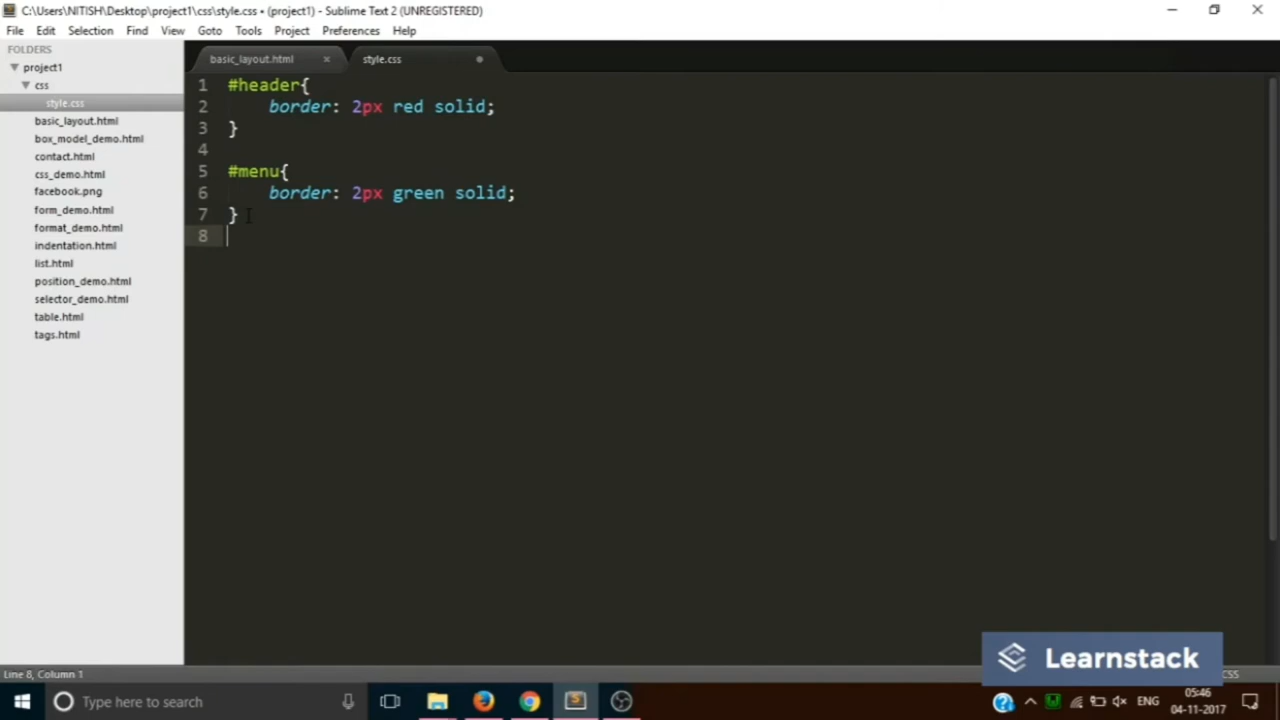 C:\Users\NITISH\Desktop\project1\css\style.css • (project1) - Sublime Text 2 (UNREGISTERED)
File Edit Selection Find View Goto Tools Project Preferences Help
FOLDERS
project1
css
style.css
basic_layout.html
box_model_demo.html
contact.html
css_demo.html
facebook.png
form_demo.html
format_demo.html
indentation.html
list.html
position_demo.html
selector_demo.html
table.html
tags.html
basic_layout.html × style.css
1 #header{
2 border: 2px red solid;
3 }
4
5 #menu{
6 border: 2px green solid;
7 }
8
Learnstack
Line 8, Column 1 CSS
Type here to search
ENG
05:46
04-11-2017